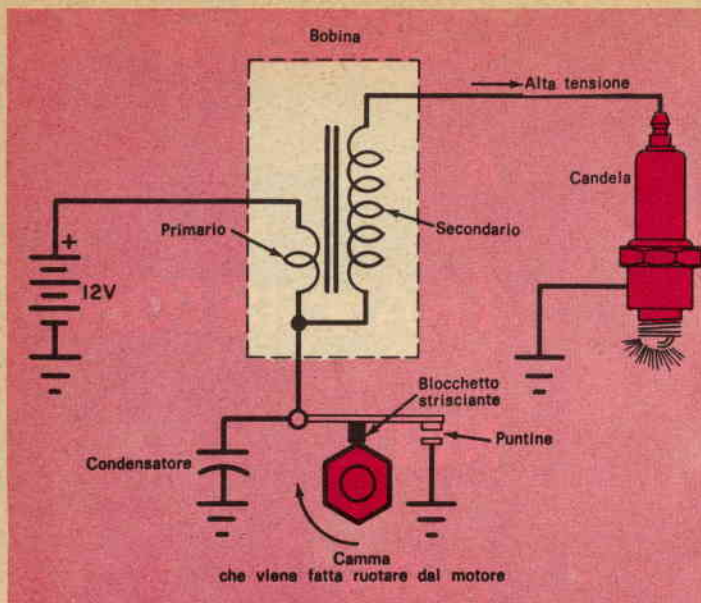 Bobina
Alta tensione
Candela
Primario
Secondario
+
12V
Blocchetto
strisciante
Puntine
Condensatore
Camma
che viene fatta ruotare dal motore